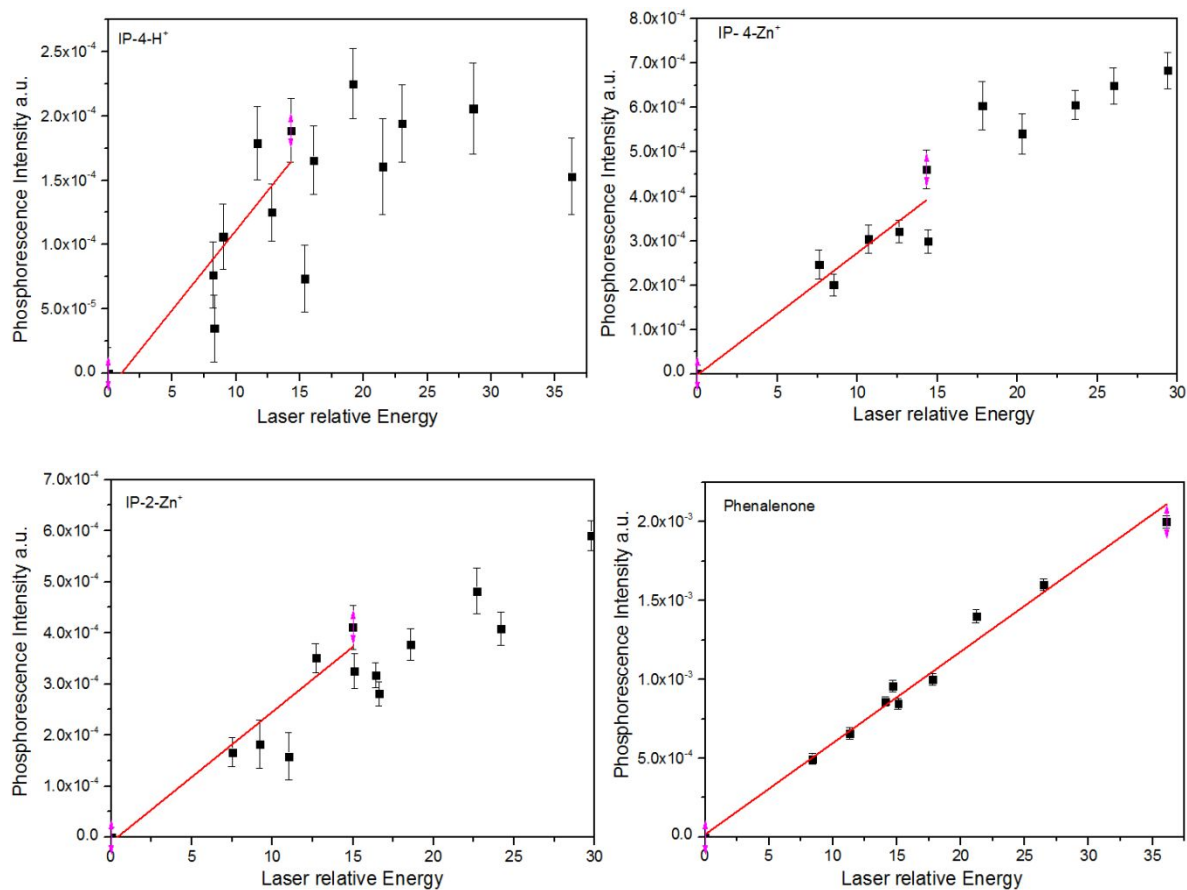 IP-4-H⁺
Phosphorescence Intensity a.u.
2.5x10⁻⁴
2.0x10⁻⁴
1.5x10⁻⁴
1.0x10⁻⁴
5.0x10⁻⁵
0.0
0 5 10 15 20 25 30 35
Laser relative Energy
IP- 4-Zn⁺
Phosphorescence Intensity a.u.
8.0x10⁻⁴
7.0x10⁻⁴
6.0x10⁻⁴
5.0x10⁻⁴
4.0x10⁻⁴
3.0x10⁻⁴
2.0x10⁻⁴
1.0x10⁻⁴
0.0
0 5 10 15 20 25 30
Laser relative Energy
IP-2-Zn⁺
Phosphorescence Intensity a.u.
7.0x10⁻⁴
6.0x10⁻⁴
5.0x10⁻⁴
4.0x10⁻⁴
3.0x10⁻⁴
2.0x10⁻⁴
1.0x10⁻⁴
0.0
0 5 10 15 20 25 30
Laser relative Energy
Phenalenone
Phosphorescence Intensity a.u.
2.0x10⁻³
1.5x10⁻³
1.0x10⁻³
5.0x10⁻⁴
0.0
0 5 10 15 20 25 30 35
Laser relative Energy